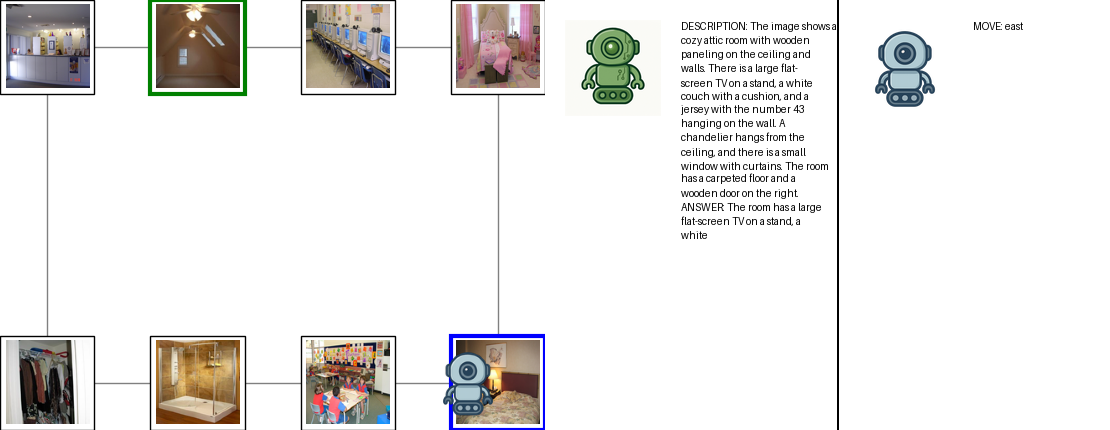 DESCRIPTION: The image shows a
cozy attic room with wooden
paneling on the ceiling and
walls. There is a large flat-
screen TV on a stand, a white
couch with a cushion, and a
jersey with the number 43
hanging on the wall. A
chandelier hangs from the
ceiling, and there is a small
window with curtains. The room
has a carpeted floor and a
wooden door on the right.
ANSWER: The room has a large
flat-screen TV on a stand, a
white
MOVE: east